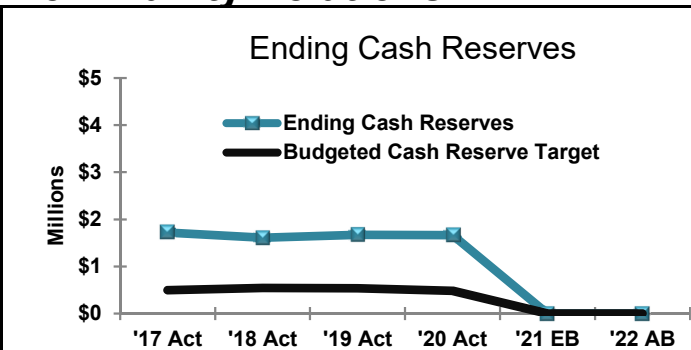 Ending Cash Reserves
$5
$4
Ending Cash Reserves
Budgeted Cash Reserve Target
$3
$2
$1
$0
Millions
'17 Act '18 Act '19 Act '20 Act '21 EB '22 AB